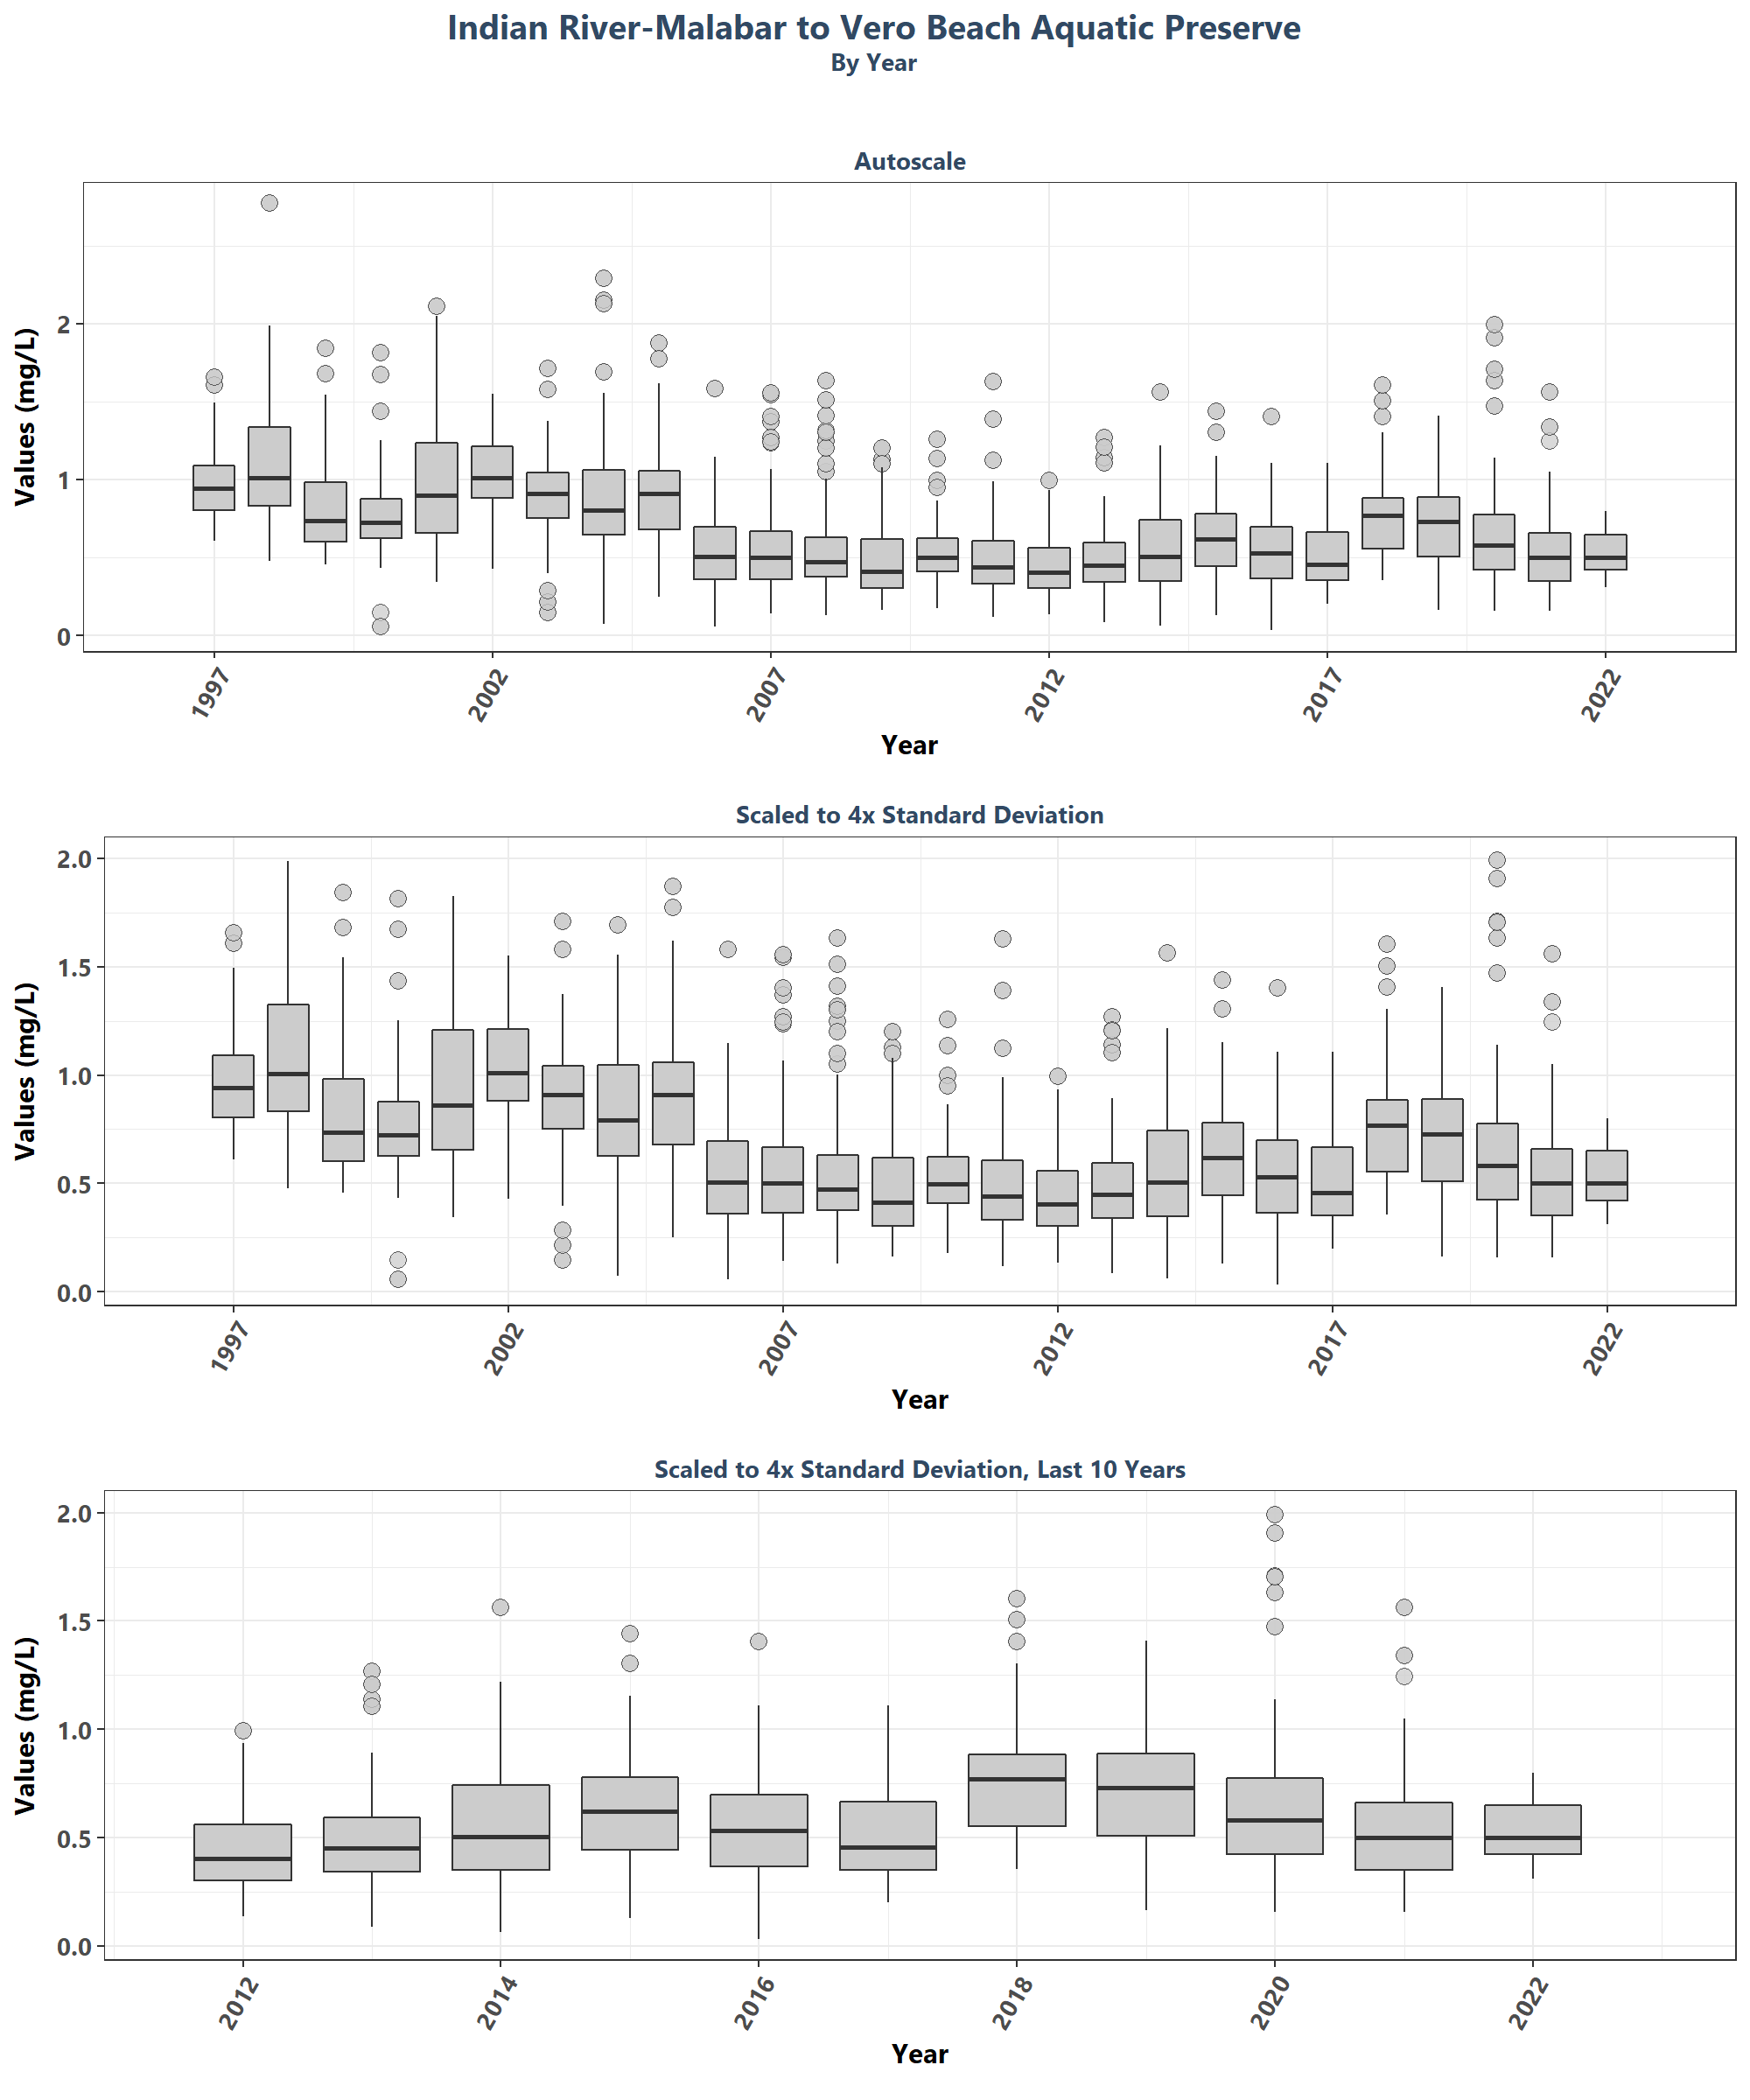 Indian River-Malabar to Vero Beach Aquatic Preserve
By Year
Autoscale
Values (mg/L)
2
1
0
1997 2002 2007 2012 2017 2022
Year
Scaled to 4x Standard Deviation
Values (mg/L)
2.0
1.5
1.0
0.5
0.0
1997 2002 2007 2012 2017 2022
Year
Scaled to 4x Standard Deviation, Last 10 Years
Values (mg/L)
2.0
1.5
1.0
0.5
0.0
2012 2014 2016 2018 2020 2022
Year